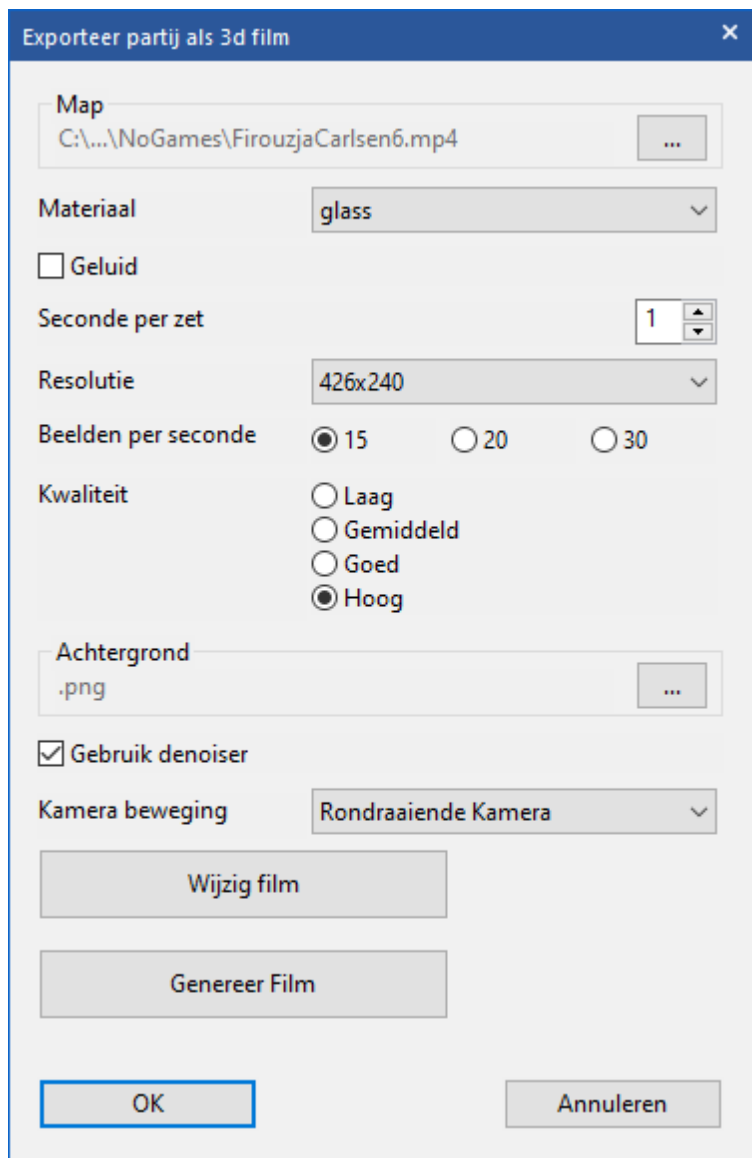 Exporteer partij als 3d film
Map
C:\...\NoGames\FirouzjaCarlsen6.mp4
...
Materiaal
glass
Geluid
Seconde per zet
1
Resolutie
426x240
Beelden per seconde
15
20
30
Kwaliteit
Laag
Gemiddeld
Goed
Hoog
Achtergrond
.png
...
Gebruik denoiser
Kamera beweging
Rondraaiende Kamera
Wijzig film
Genereer Film
OK
Annuleren